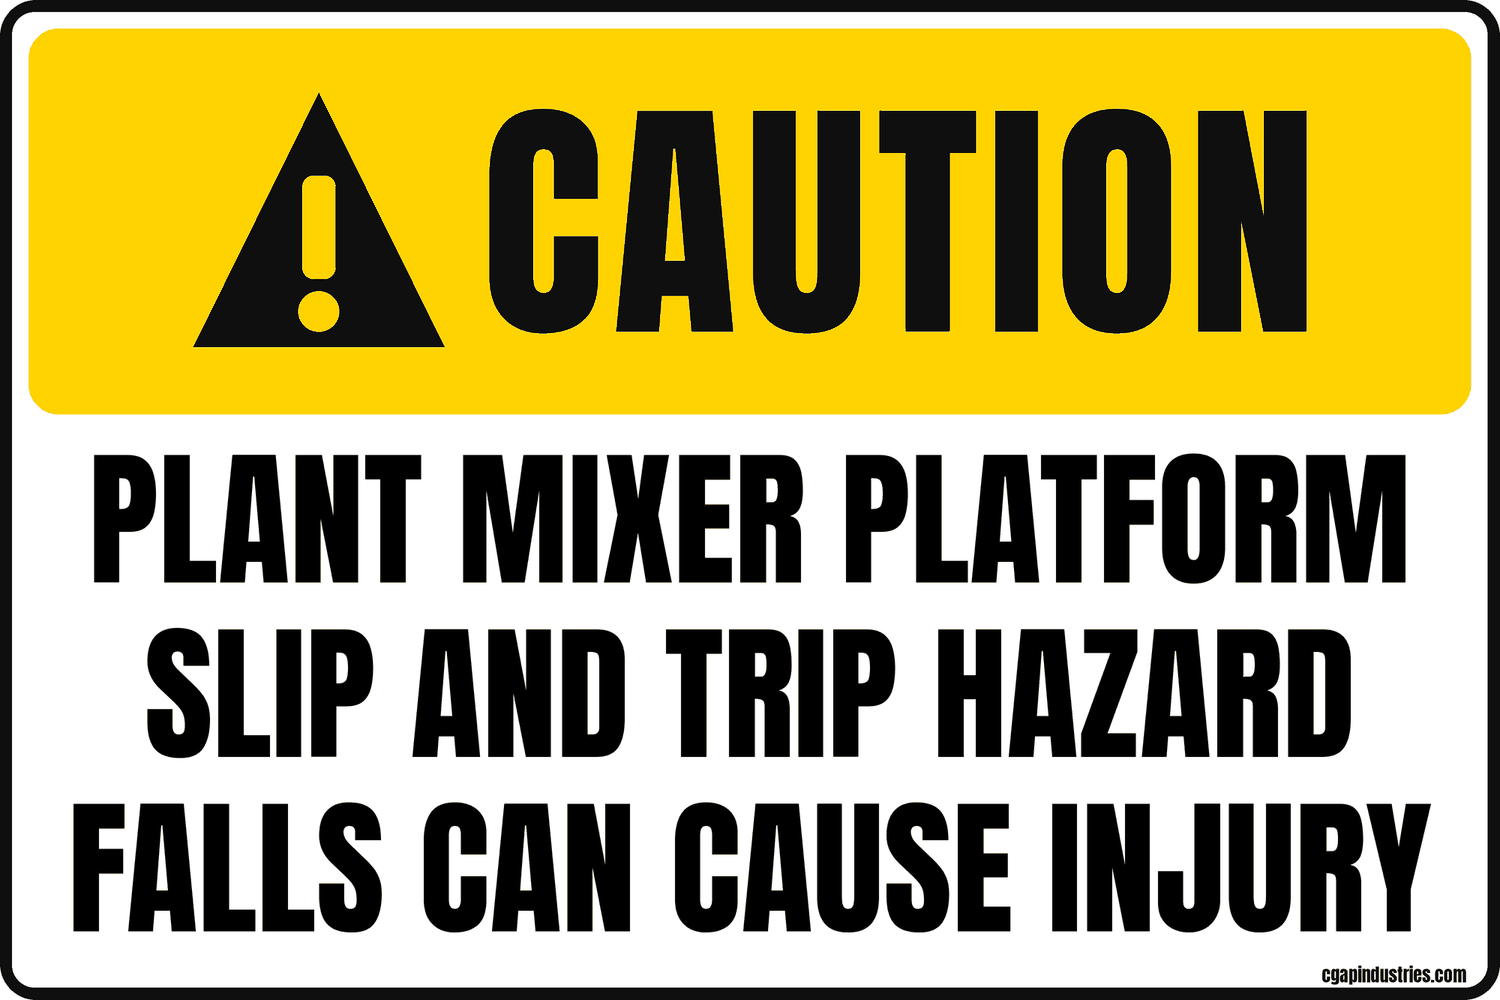 CAUTION
PLANT MIXER PLATFORM
SLIP AND TRIP HAZARD
FALLS CAN CAUSE INJURY
cgapindustries.com